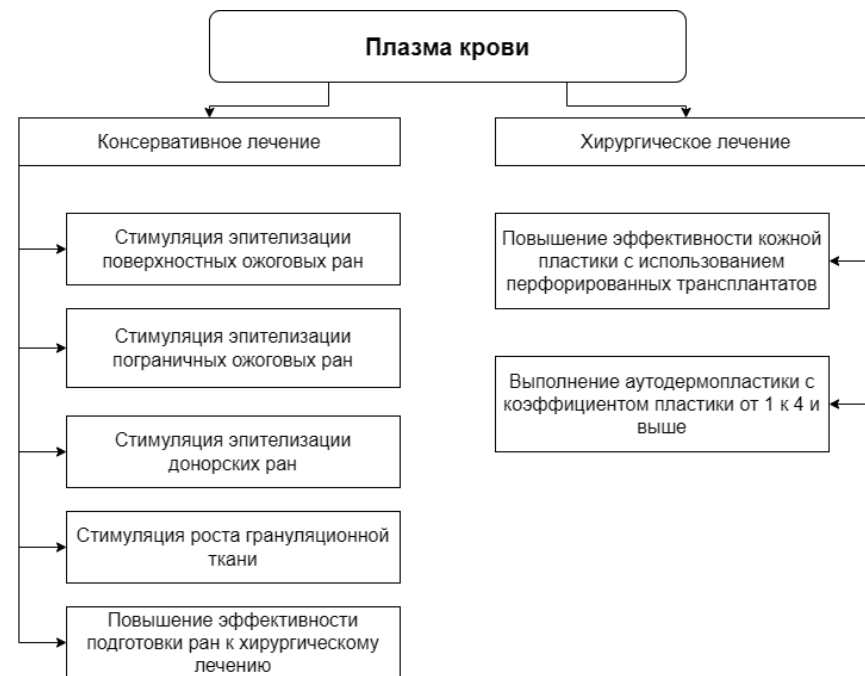 Плазма крови
Консервативное лечение
Стимуляция эпителизации
поверхностных ожоговых ран
Стимуляция эпителизации
пограничных ожоговых ран
Стимуляция эпителизации
донорских ран
Стимуляция роста грануляционной
ткани
Повышение эффективности
подготовки ран к хирургическому
лечению
Хирургическое лечение
Повышение эффективности кожной
пластики с использованием
перфорированных трансплантатов
Выполнение аутодермопластики с
коэффициентом пластики от 1 к 4 и
выше